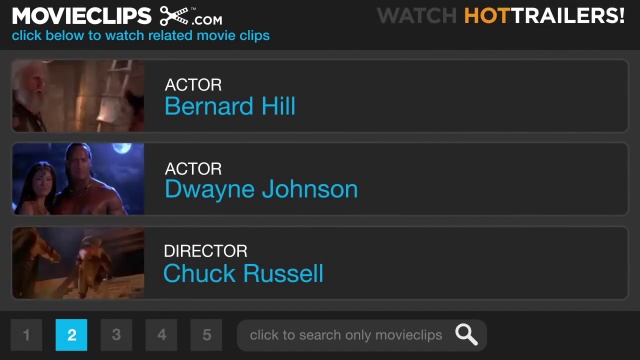 MOVIECLIPS .COM™
WATCH HOTTRAILERS!
click below to watch related movie clips
ACTOR
Bernard Hill
ACTOR
Dwayne Johnson
DIRECTOR
Chuck Russell
1 2 3 4 5
click to search only movieclips